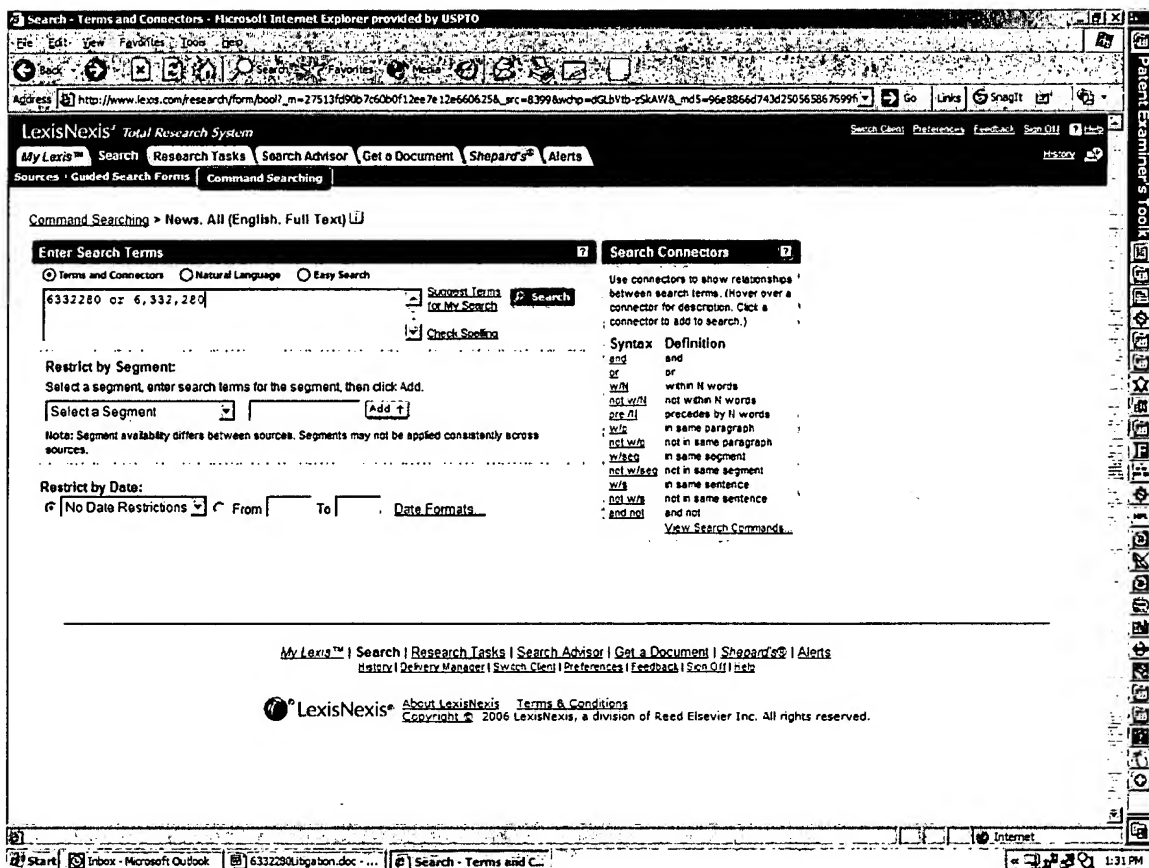 Search - Terms and Connectors - Microsoft Internet Explorer provided by USPTO
File Edit View Favorites Tools Help
Back Search Favorites Media
Address http://www.lexis.com/research/form/bool?_m=27513fd90b7c60b0f12ee7e12e660625&_src=8399&wchp=dGLbVtb-zSkAW&_md5=96e8866d743d250565867699f Go Links SnagIt
Patent Examiner's Toolk
LexisNexis® Total Research System
Switch Client Preferences Feedback Sign Off ? Help
My Lexis™ Search Research Tasks Search Advisor Get a Document Shepard's® Alerts
History
Sources Guided Search Forms Command Searching
Command Searching > News, All (English, Full Text) i
Enter Search Terms ?
Terms and Connectors Natural Language Easy Search
6332280 or 6,332,280
Suggest Terms for My Search
Search
Check Spelling
Restrict by Segment:
Select a segment, enter search terms for the segment, then click Add.
Select a Segment Add ↑
Note: Segment availability differs between sources. Segments may not be applied consistently across
sources.
Restrict by Date:
No Date Restrictions From To Date Formats...
Search Connectors ?
Use connectors to show relationships
between search terms. (Hover over a
connector for description. Click a
connector to add to search.)
Syntax Definition
and and
or or
w/N within N words
not w/N not within N words
pre /N precedes by N words
w/p in same paragraph
not w/p not in same paragraph
w/seg in same segment
not w/seg not in same segment
w/s in same sentence
not w/s not in same sentence
and not and not
View Search Commands...
My Lexis™ | Search | Research Tasks | Search Advisor | Get a Document | Shepard's® | Alerts
History | Delivery Manager | Switch Client | Preferences | Feedback | Sign Off | Help
LexisNexis® About LexisNexis Terms & Conditions
Copyright © 2006 LexisNexis, a division of Reed Elsevier Inc. All rights reserved.
Internet
Start Inbox - Microsoft Outlook 6332280Litigation.doc - ... Search - Terms and C... « 1:31 PM